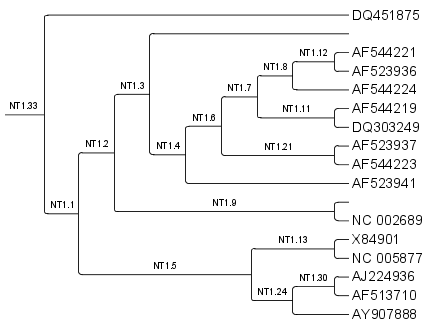 DQ451875
NT1.12
AF544221
NT1.8
AF523936
NT1.3
NT1.7
AF544224
NT1.33
NT1.11
AF544219
NT1.6
DQ303249
NT1.2
NT1.4
NT1.21
AF523937
AF544223
AF523941
NT1.1
NT1.9
NC 002689
NT1.13
X84901
NT1.5
NC 005877
NT1.30
AJ224936
NT1.24
AF513710
AY907888